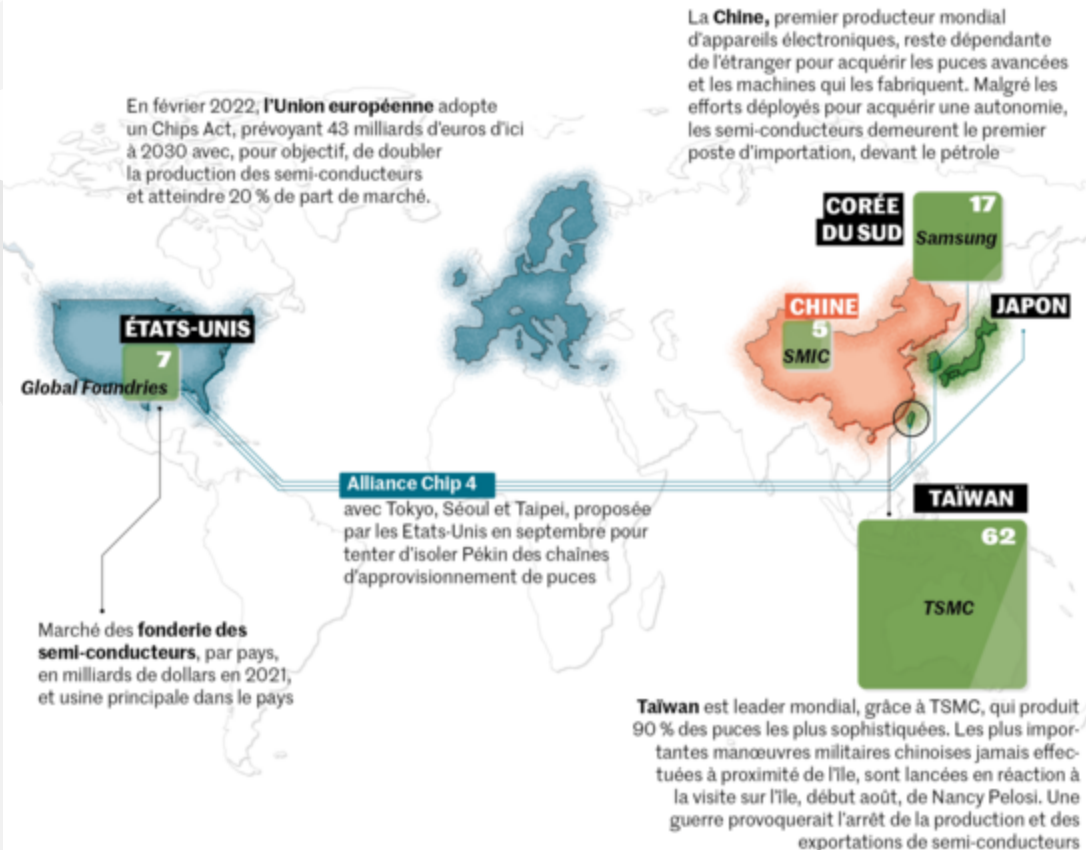 La Chine, premier producteur mondial
d'appareils électroniques, reste dépendante
de l'étranger pour acquérir les puces avancées
et les machines qui les fabriquent. Malgré les
efforts déployés pour acquérir une autonomie,
les semi-conducteurs demeurent le premier
poste d'importation, devant le pétrole
En février 2022, l'Union européenne adopte
un Chips Act, prévoyant 43 milliards d'euros d'ici
à 2030 avec, pour objectif, de doubler
la production des semi-conducteurs
et atteindre 20 % de part de marché.
CORÉE
DU SUD
17
Samsung
ÉTATS-UNIS
7
Global Foundries
CHINE
5
SMIC
JAPON
Alliance Chip 4
avec Tokyo, Séoul et Taipei, proposée
par les Etats-Unis en septembre pour
tenter d'isoler Pékin des chaînes
d'approvisionnement de puces
TAÏWAN
62
TSMC
Marché des fonderie des
semi-conducteurs, par pays,
en milliards de dollars en 2021,
et usine principale dans le pays
Taïwan est leader mondial, grâce à TSMC, qui produit
90 % des puces les plus sophistiquées. Les plus impor-
tantes manœuvres militaires chinoises jamais effec-
tuées à proximité de l'île, sont lancées en réaction à
la visite sur l'île, début août, de Nancy Pelosi. Une
guerre provoquerait l'arrêt de la production et des
exportations de semi-conducteurs